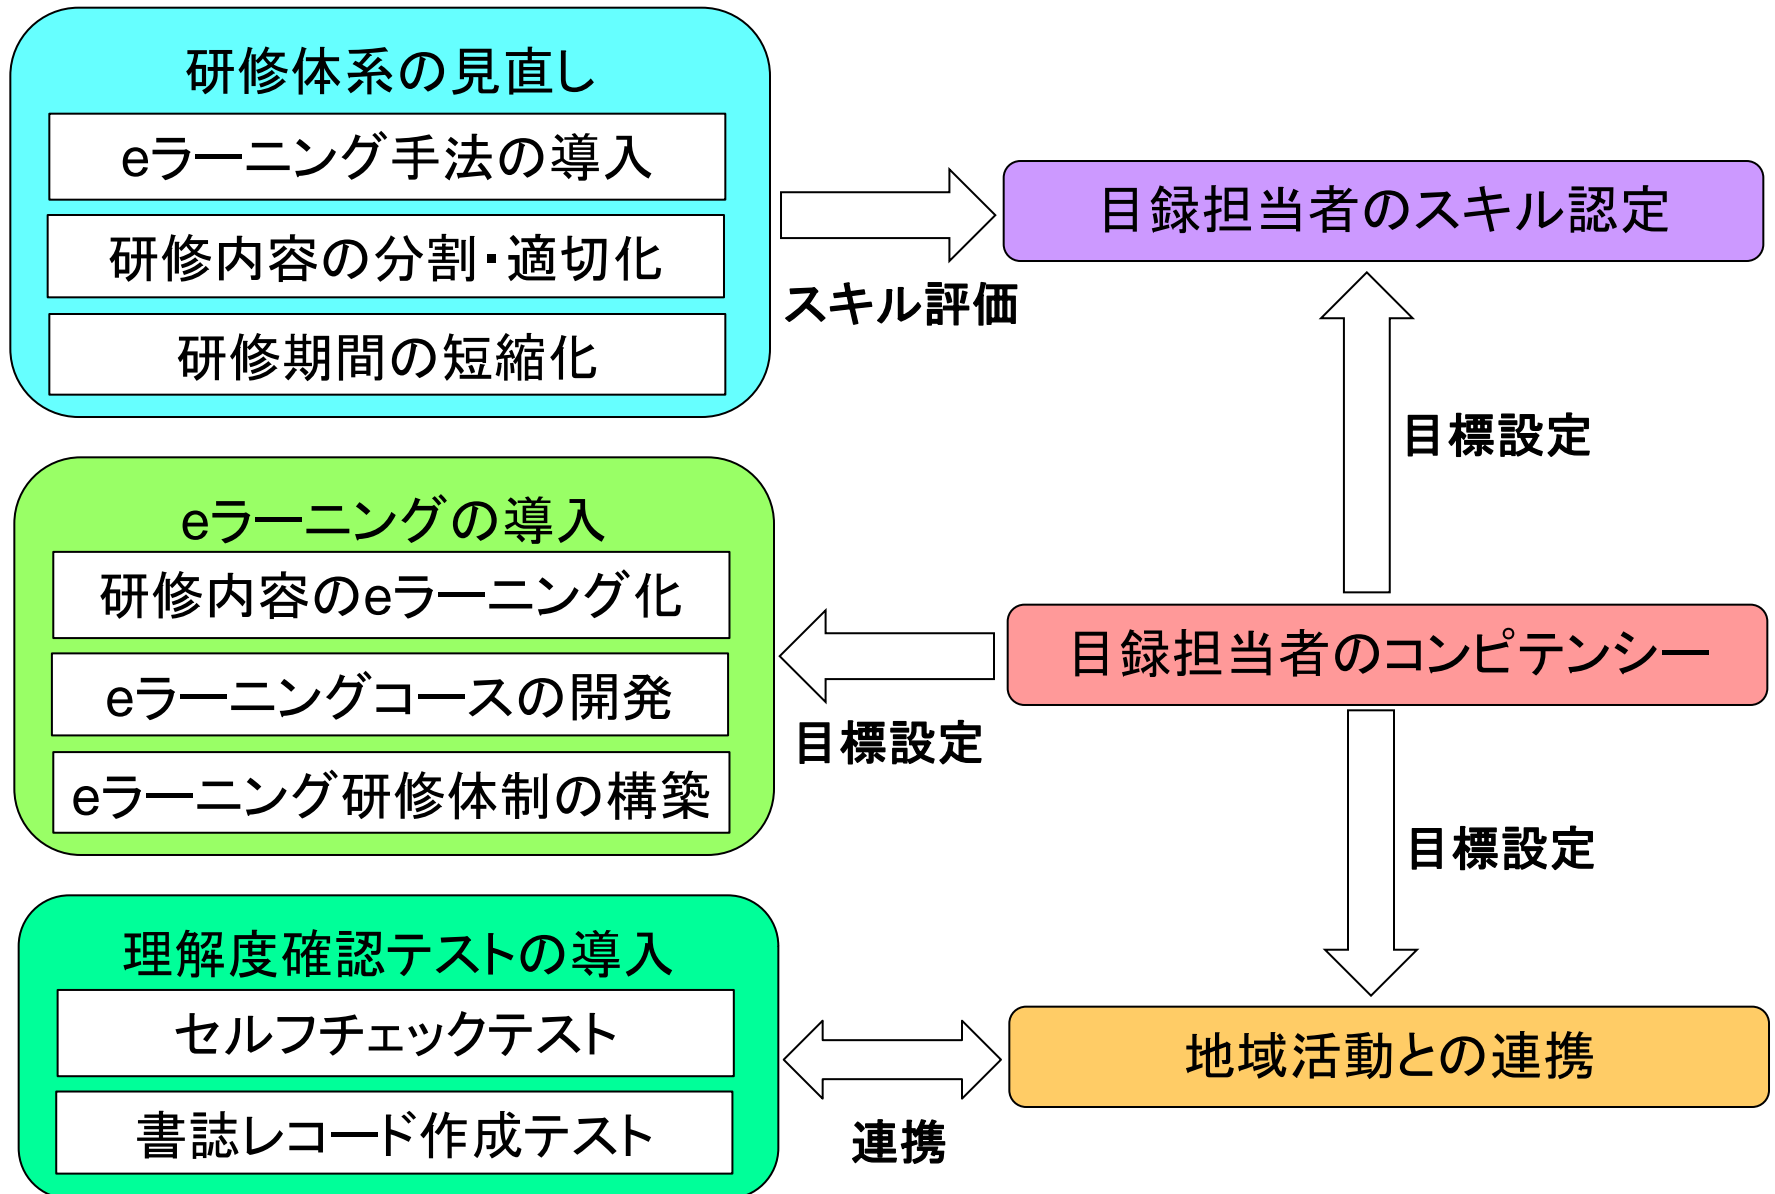 研修体系の見直し
eラーニング手法の導入
研修内容の分割・適切化
研修期間の短縮化
スキル評価
目録担当者のスキル認定
目標設定
eラーニングの導入
研修内容のeラーニング化
eラーニングコースの開発
eラーニング研修体制の構築
目標設定
目録担当者のコンピテンシー
目標設定
理解度確認テストの導入
セルフチェックテスト
書誌レコード作成テスト
連携
地域活動との連携